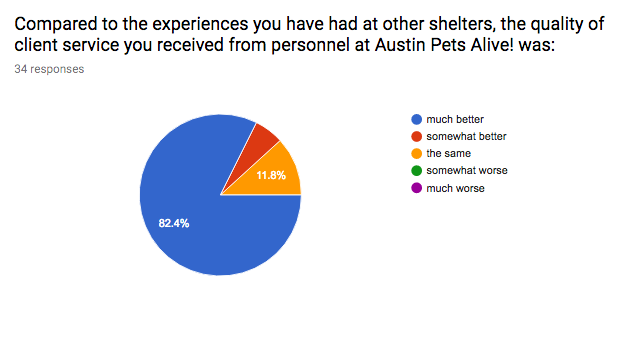 Compared to the experiences you have had at other shelters, the quality of
client service you received from personnel at Austin Pets Alive! was:
34 responses
much better
somewhat better
the same
somewhat worse
much worse
11.8%
82.4%